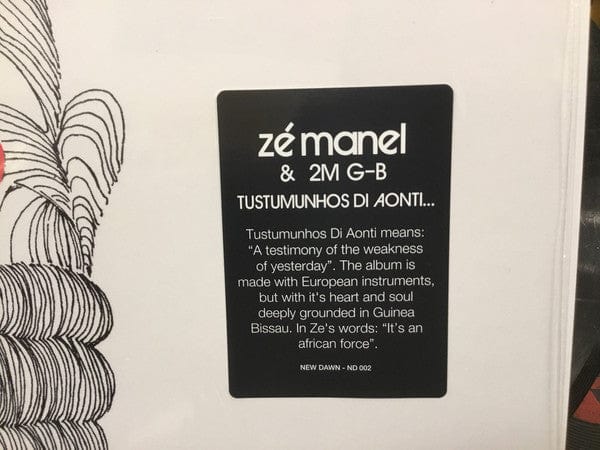 zé manel
& 2M G-B
TUSTUMUNHOS DI AONTI...
Tustumunhos Di Aonti means:
"A testimony of the weakness
of yesterday". The album is
made with European instruments,
but with it's heart and soul
deeply grounded in Guinea
Bissau. In Ze's words: "It's an
african force".
NEW DAWN - ND 002